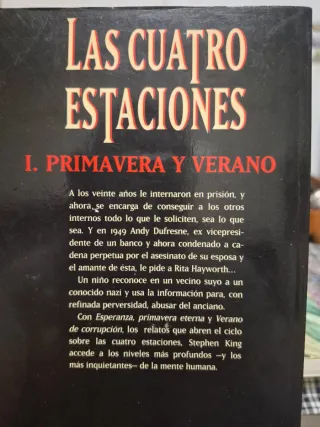 LAS CUATRO
ESTACIONES
I. PRIMAVERA Y VERANO
A los veinte años le internaron en prisión, y
ahora se encarga de conseguir a los otros
internos todo lo que le soliciten, sea lo que
sea. Y en 1949 Andy Dufresne, ex vicepresi-
dente de un banco y ahora condenado a ca-
dena perpetua por el asesinato de su esposa y
el amante de ésta, le pide a Rita Hayworth...
Un niño reconoce en un vecino suyo a un
conocido nazi y usa la información para, con
refinada perversidad, abusar del anciano.
Con Esperanza, primavera eterna y Verano
de corrupción, los relatos que abren el ciclo
sobre las cuatro estaciones, Stephen King
accede a los niveles más profundos –y los
más inquietantes– de la mente humana.